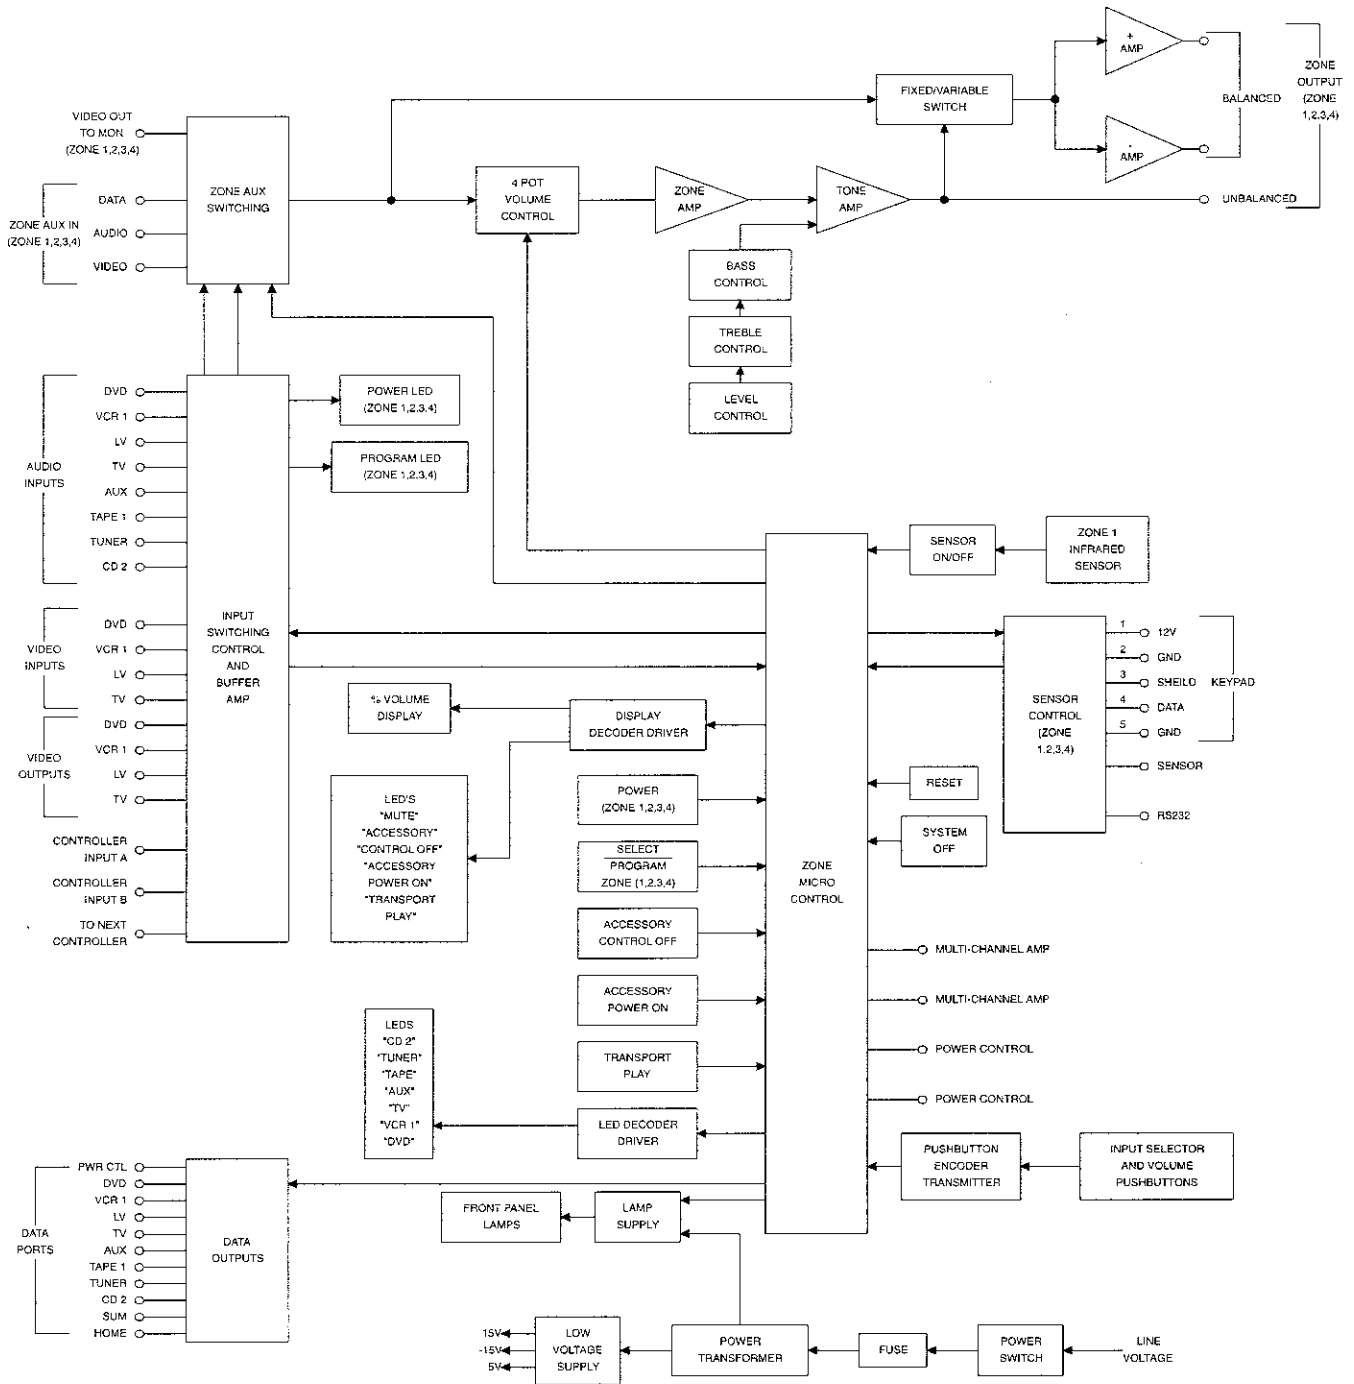 VIDEO OUT
TO MON
(ZONE 1,2,3,4)
ZONE AUX IN
(ZONE 1,2,3,4)
DATA
AUDIO
VIDEO
ZONE AUX
SWITCHING
4 POT
VOLUME
CONTROL
ZONE
AMP
TONE
AMP
FIXED/VARIABLE
SWITCH
+
AMP
-
AMP
BALANCED
UNBALANCED
ZONE
OUTPUT
(ZONE
1,2,3,4)
BASS
CONTROL
TREBLE
CONTROL
LEVEL
CONTROL
AUDIO
INPUTS
DVD
VCR 1
LV
TV
AUX
TAPE 1
TUNER
CD 2
VIDEO
INPUTS
DVD
VCR 1
LV
TV
VIDEO
OUTPUTS
DVD
VCR 1
LV
TV
CONTROLLER
INPUT A
CONTROLLER
INPUT B
TO NEXT
CONTROLLER
INPUT
SWITCHING
CONTROL
AND
BUFFER
AMP
POWER LED
(ZONE 1,2,3,4)
PROGRAM LED
(ZONE 1,2,3,4)
SENSOR
ON/OFF
ZONE 1
INFRARED
SENSOR
% VOLUME
DISPLAY
DISPLAY
DECODER DRIVER
LED'S
"MUTE"
"ACCESSORY"
"CONTROL OFF"
"ACCESSORY
POWER ON"
"TRANSPORT
PLAY"
POWER
(ZONE 1,2,3,4)
SELECT
PROGRAM
ZONE (1,2,3,4)
ACCESSORY
CONTROL OFF
ACCESSORY
POWER ON
TRANSPORT
PLAY
LED DECODER
DRIVER
LEDS
"CD 2"
"TUNER"
"TAPE"
"AUX"
"TV"
"VCR 1"
"DVD"
ZONE
MICRO
CONTROL
RESET
SYSTEM
OFF
SENSOR
CONTROL
(ZONE
1,2,3,4)
1 12V
2 GND
3 SHEILD
4 DATA
5 GND
KEYPAD
SENSOR
RS232
MULTI-CHANNEL AMP
MULTI-CHANNEL AMP
POWER CONTROL
POWER CONTROL
PUSHBUTTON
ENCODER
TRANSMITTER
INPUT SELECTOR
AND VOLUME
PUSHBUTTONS
DATA
PORTS
PWR CTL
DVD
VCR 1
LV
TV
AUX
TAPE 1
TUNER
CD 2
SUM
HOME
DATA
OUTPUTS
FRONT PANEL
LAMPS
LAMP
SUPPLY
15V
-15V
5V
LOW
VOLTAGE
SUPPLY
POWER
TRANSFORMER
FUSE
POWER
SWITCH
LINE
VOLTAGE